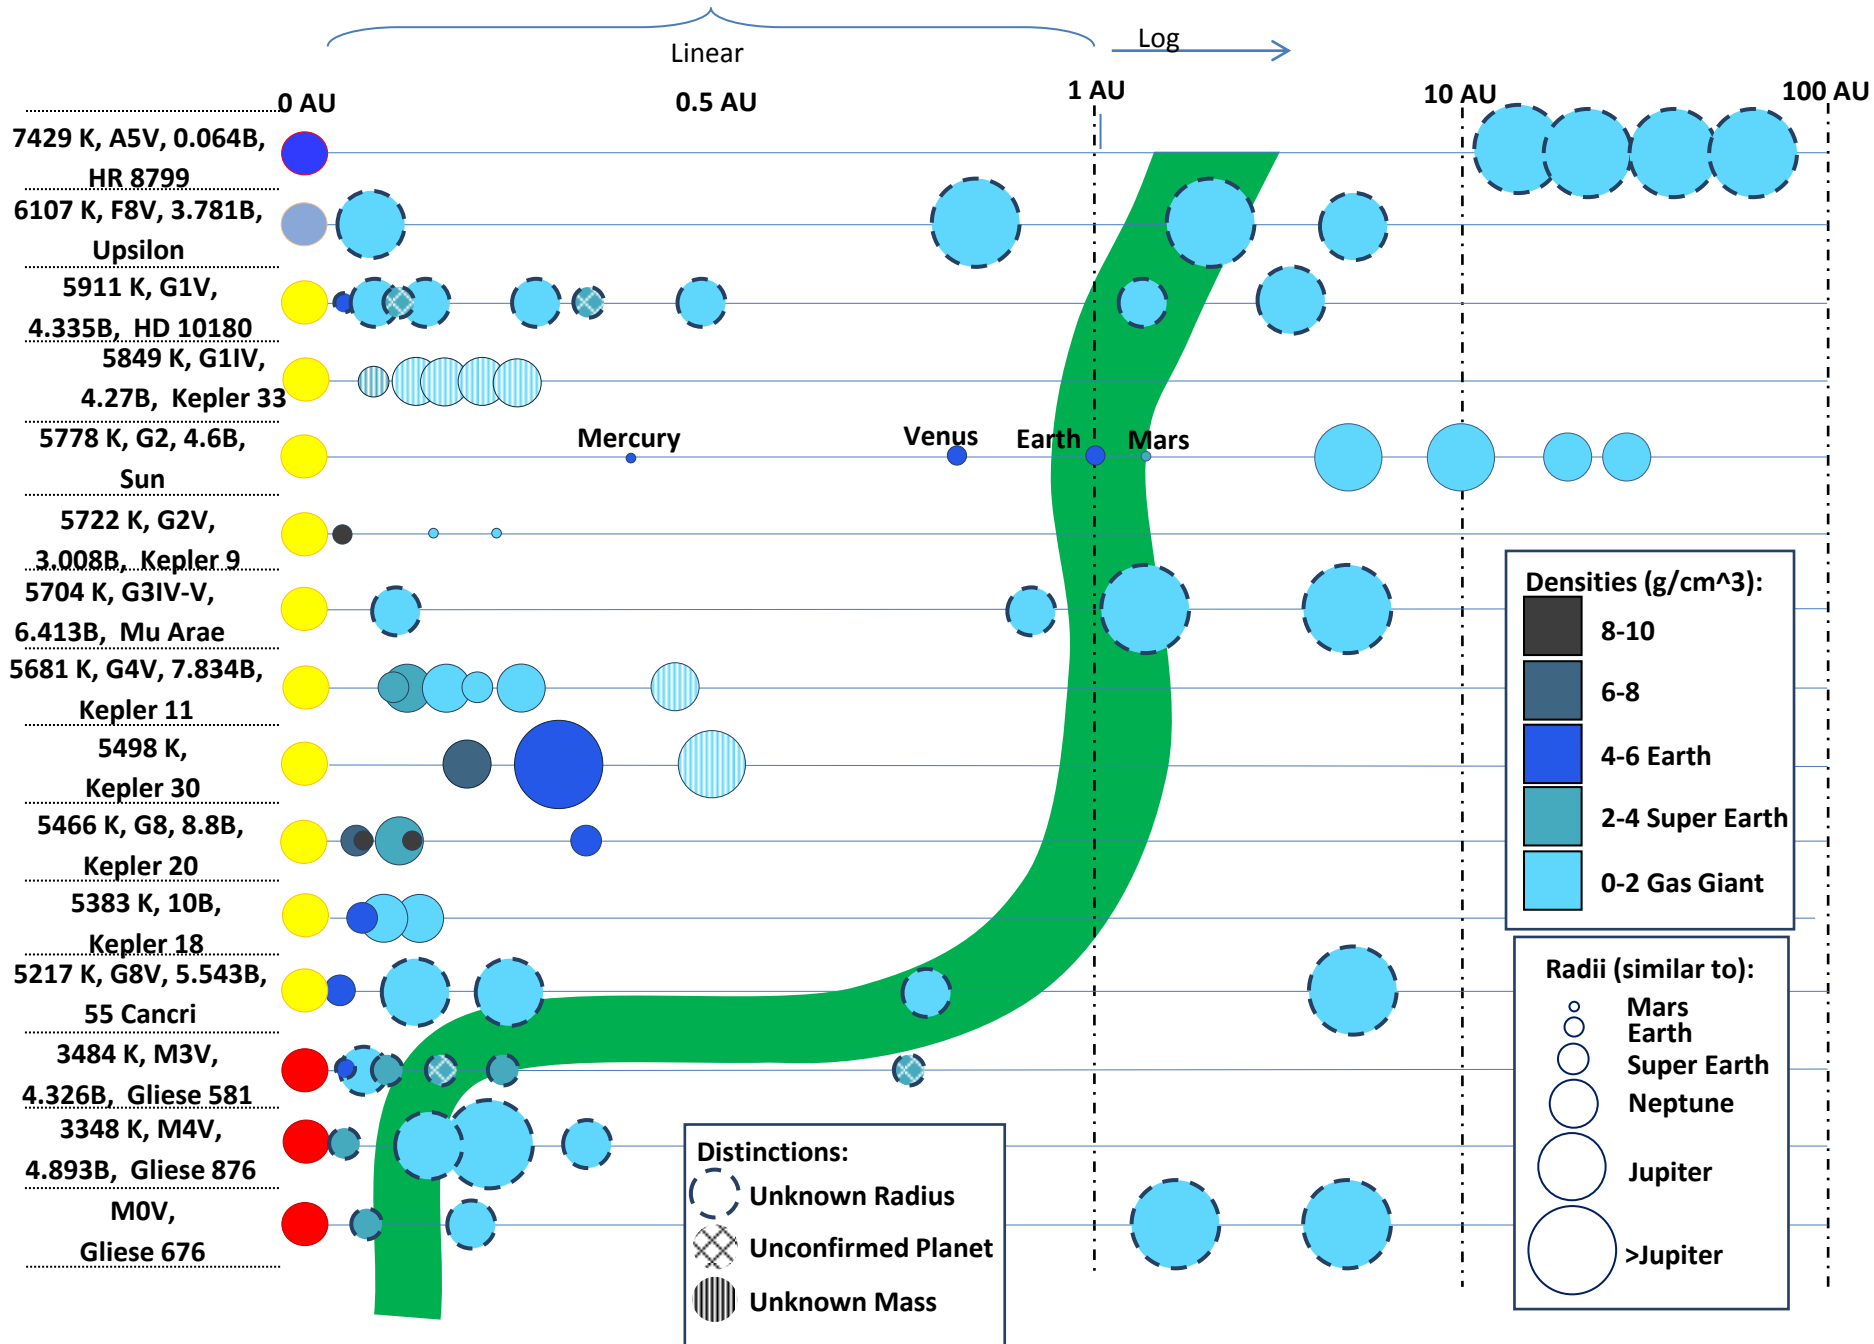 Linear
Log
0 AU
0.5 AU
1 AU
10 AU
100 AU
7429 K, A5V, 0.064B,
HR 8799
6107 K, F8V, 3.781B,
Upsilon
5911 K, G1V,
4.335B, HD 10180
5849 K, G1IV,
4.27B, Kepler 33
5778 K, G2, 4.6B,
Sun
Mercury
Venus
Earth
Mars
5722 K, G2V,
3.008B, Kepler 9
5704 K, G3IV-V,
6.413B, Mu Arae
5681 K, G4V, 7.834B,
Kepler 11
5498 K,
Kepler 30
5466 K, G8, 8.8B,
Kepler 20
5383 K, 10B,
Kepler 18
5217 K, G8V, 5.543B,
55 Cancri
3484 K, M3V,
4.326B, Gliese 581
3348 K, M4V,
4.893B, Gliese 876
M0V,
Gliese 676
Densities (g/cm^3):
8-10
6-8
4-6 Earth
2-4 Super Earth
0-2 Gas Giant
Radii (similar to):
Mars
Earth
Super Earth
Neptune
Jupiter
>Jupiter
Distinctions:
Unknown Radius
Unconfirmed Planet
Unknown Mass